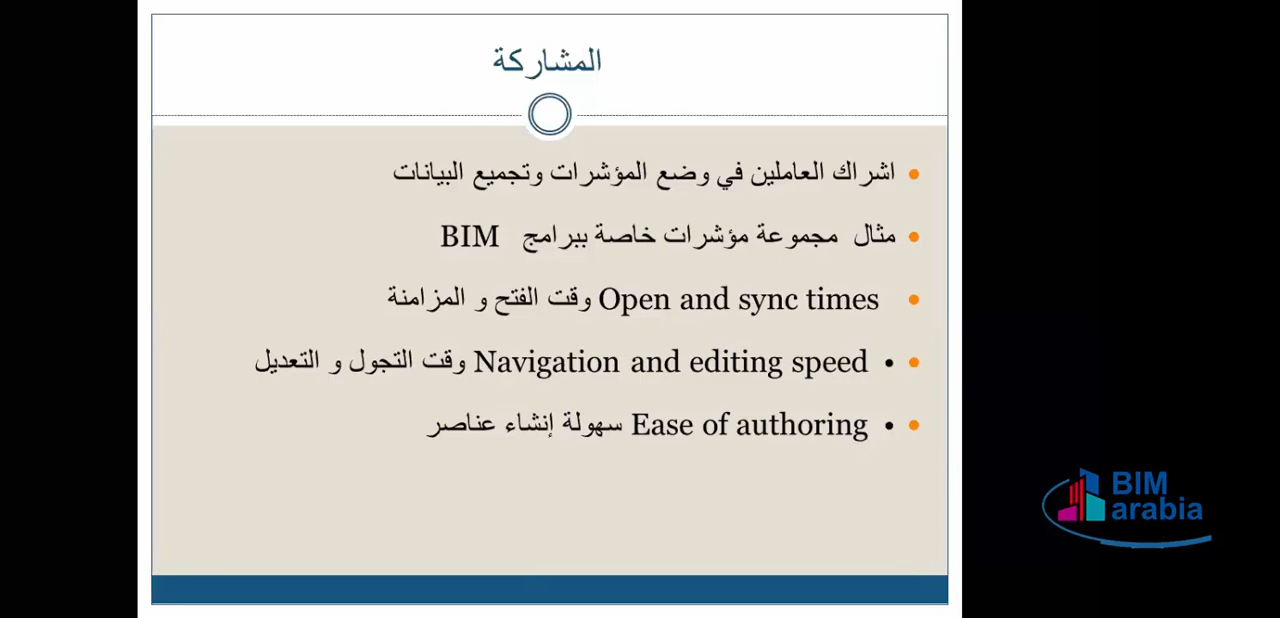 المشاركة
اشراك العاملين في وضع المؤشرات وتجميع البيانات
مثال مجموعة مؤشرات خاصة ببرامج BIM
Open and sync times وقت الفتح و المزامنة
• Navigation and editing speed وقت التجول و التعديل
• Ease of authoring سهولة إنشاء عناصر
BIM
arabia